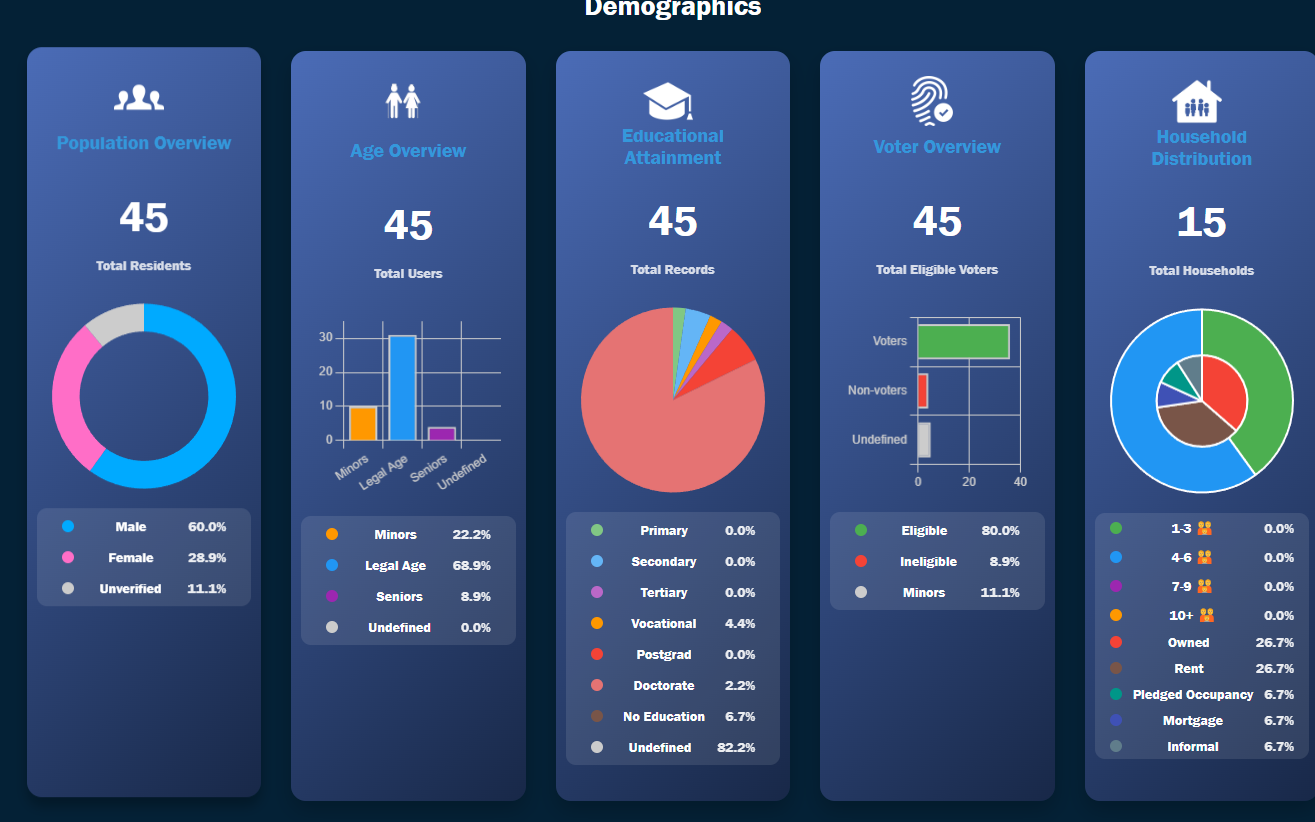 Demographics
Population Overview
45
Total Residents
Male 60.0%
Female 28.9%
Unverified 11.1%
Age Overview
45
Total Users
30
20
10
0
Minors
Legal Age
Seniors
Undefined
Minors 22.2%
Legal Age 68.9%
Seniors 8.9%
Undefined 0.0%
Educational
Attainment
45
Total Records
Primary 0.0%
Secondary 0.0%
Tertiary 0.0%
Vocational 4.4%
Postgrad 0.0%
Doctorate 2.2%
No Education 6.7%
Undefined 82.2%
Voter Overview
45
Total Eligible Voters
Voters
Non-voters
Undefined
0 20 40
Eligible 80.0%
Ineligible 8.9%
Minors 11.1%
Household
Distribution
15
Total Households
1-3 0.0%
4-6 0.0%
7-9 0.0%
10+ 0.0%
Owned 26.7%
Rent 26.7%
Pledged Occupancy 6.7%
Mortgage 6.7%
Informal 6.7%